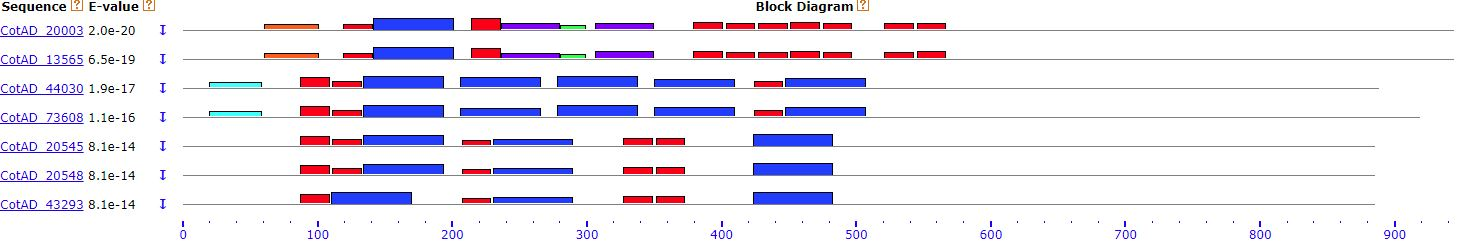 Sequence ? E-value ? Block Diagram ?
CotAD_20003 2.0e-20 ↧
CotAD_13565 6.5e-19 ↧
CotAD_44030 1.9e-17 ↧
CotAD_73608 1.1e-16 ↧
CotAD_20545 8.1e-14 ↧
CotAD_20548 8.1e-14 ↧
CotAD_43293 8.1e-14 ↧
0 100 200 300 400 500 600 700 800 900